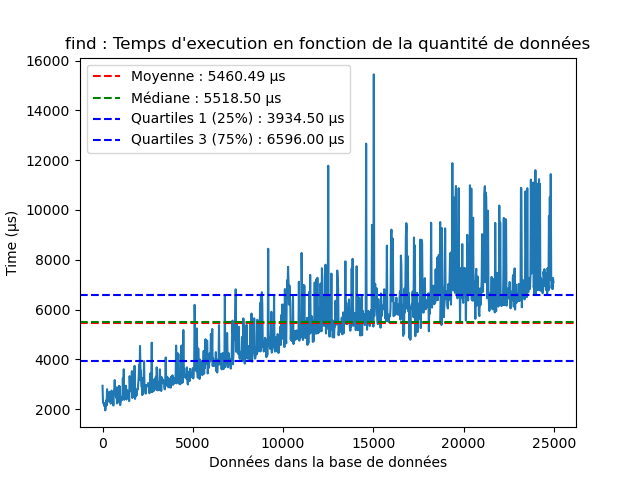 find : Temps d'execution en fonction de la quantité de données
Moyenne : 5460.49 µs
Médiane : 5518.50 µs
Quartiles 1 (25%) : 3934.50 µs
Quartiles 3 (75%) : 6596.00 µs
16000
14000
12000
10000
8000
6000
4000
2000
Time (µs)
0 5000 10000 15000 20000 25000
Données dans la base de données